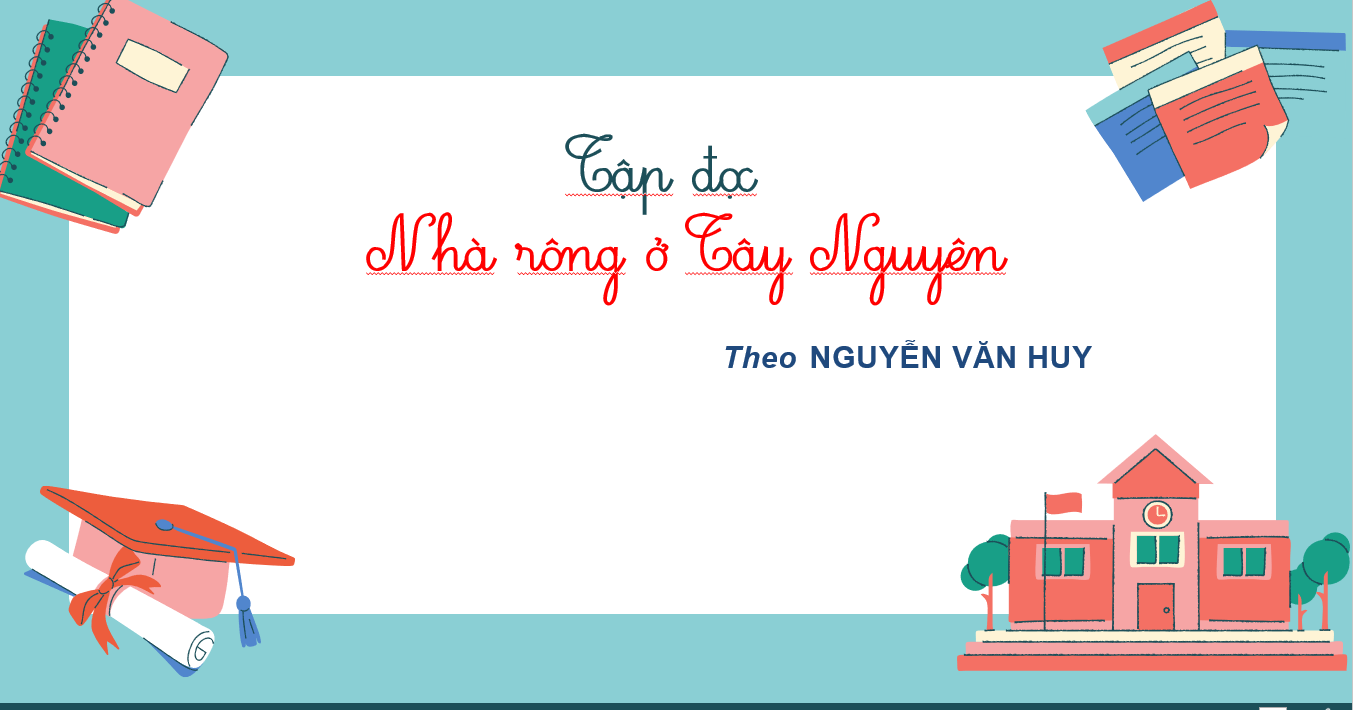 Tập đọc
Nhà rông ở Tây Nguyên
Theo NGUYỄN VĂN HUY